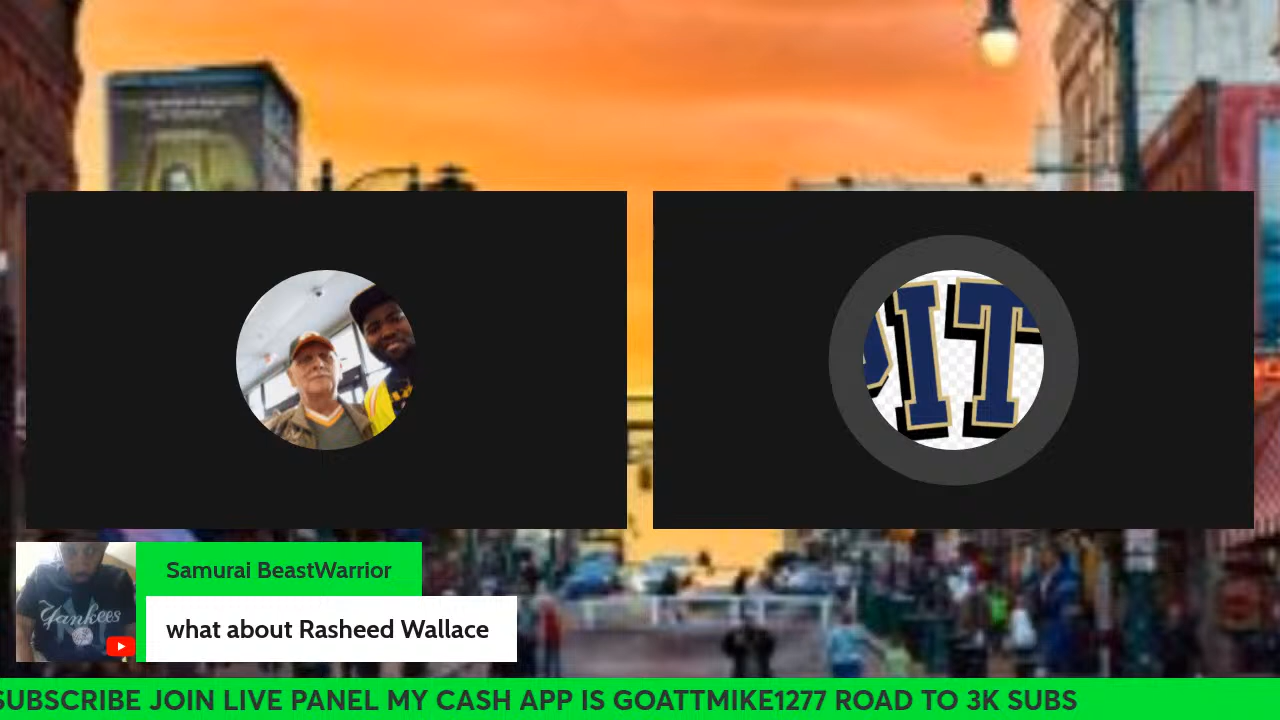 PIT
Samurai BeastWarrior
Yankees
what about Rasheed Wallace
SUBSCRIBE JOIN LIVE PANEL MY CASH APP IS GOATTMIKE1277 ROAD TO 3K SUBS